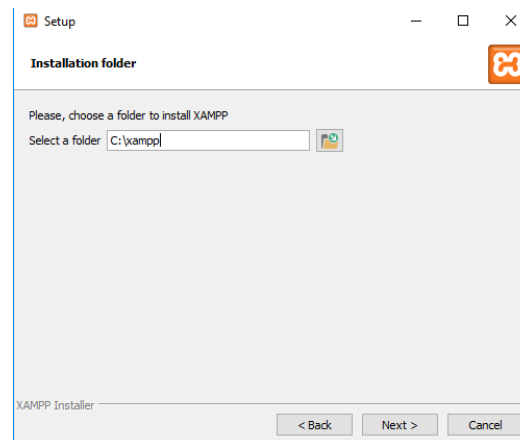 Setup
Installation folder
Please, choose a folder to install XAMPP
Select a folder C:\xampp
XAMPP Installer
< Back Next > Cancel